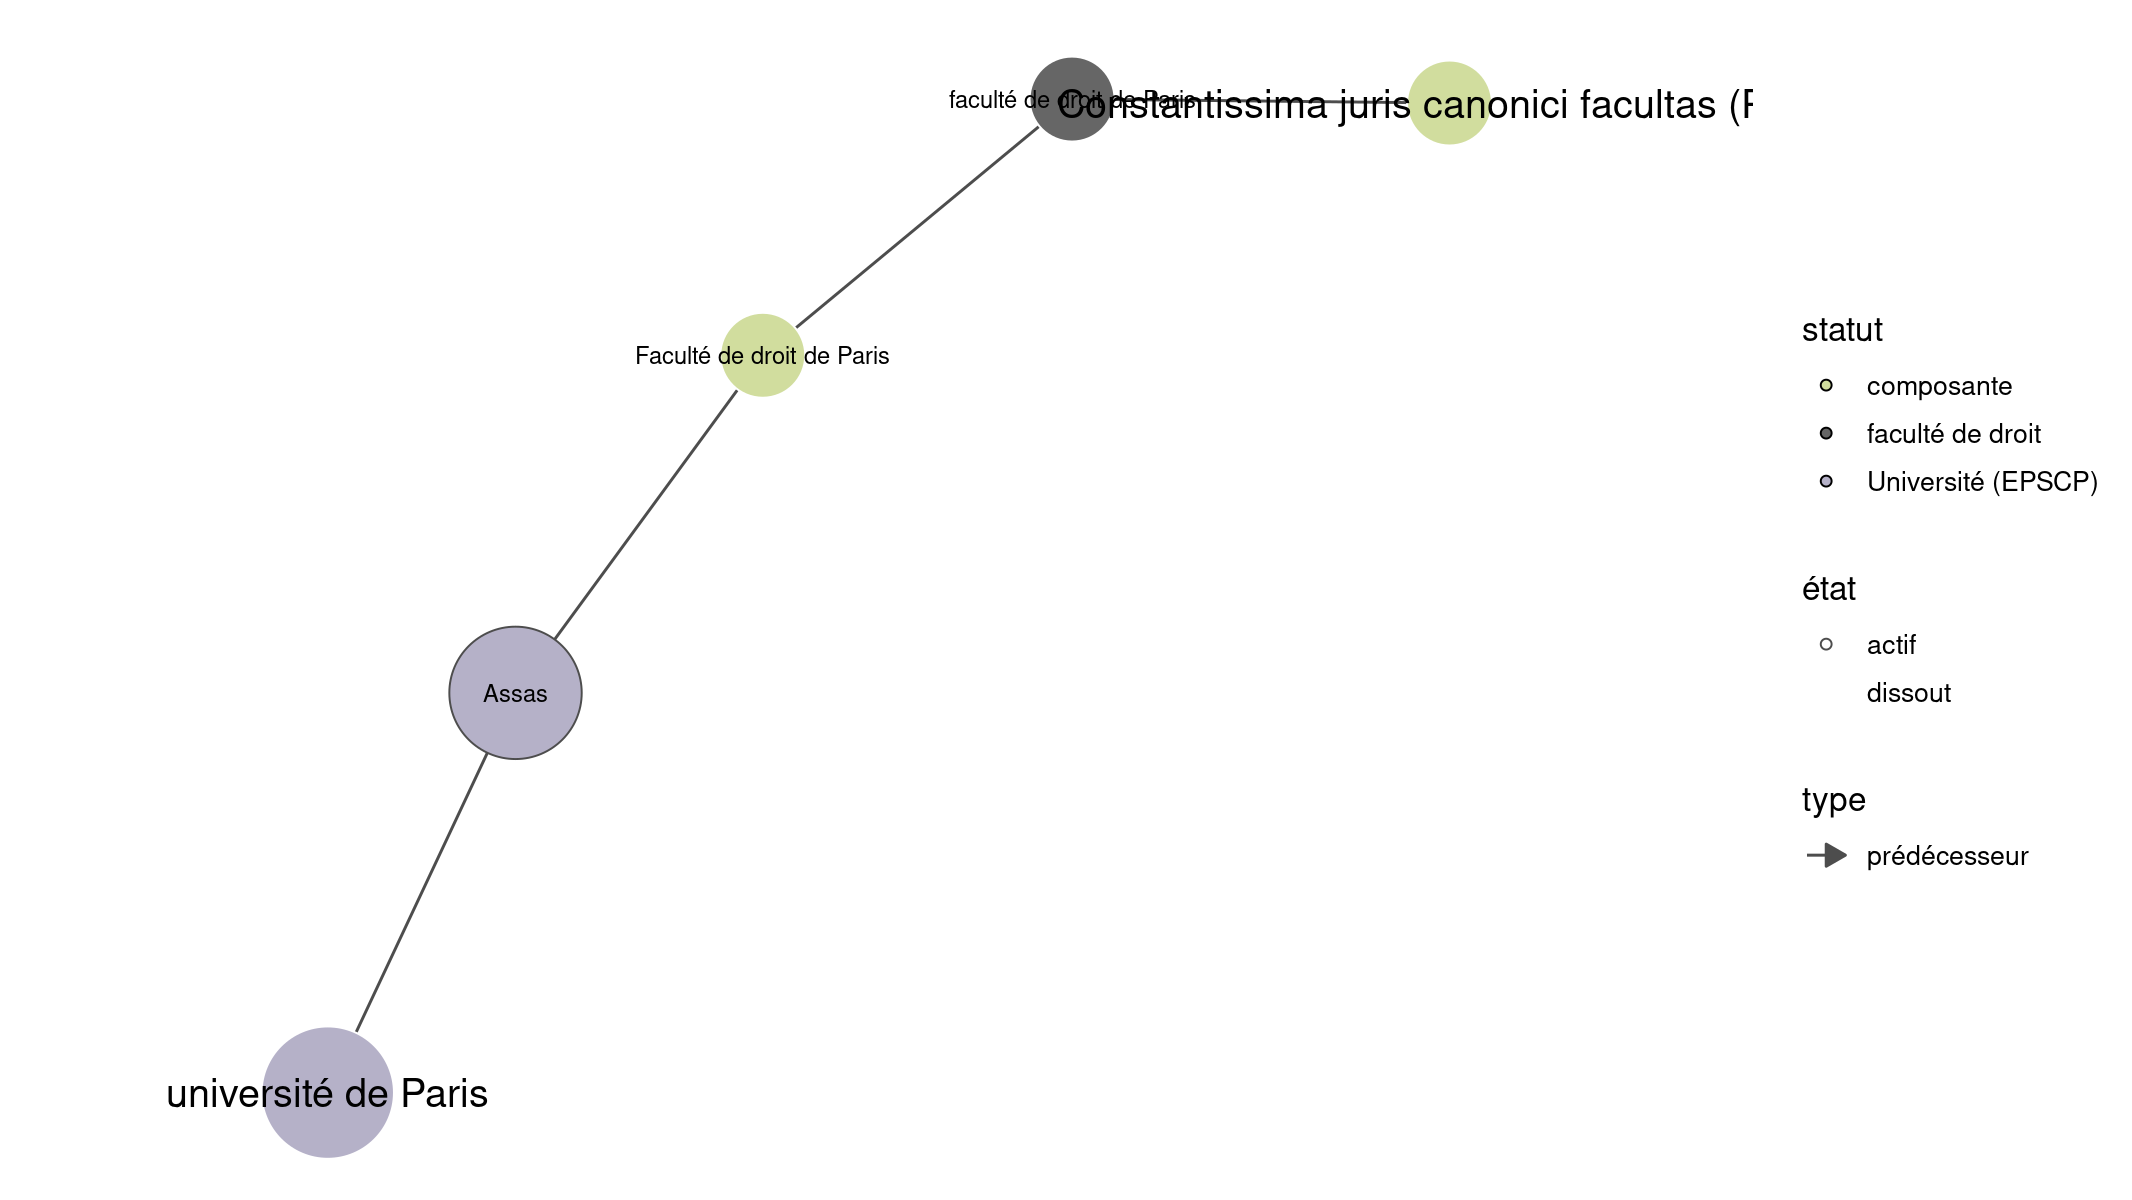 faculté de droit de Paris
Constantissima juris canonici facultas (F
Faculté de droit de Paris
Assas
université de Paris
statut
composante
faculté de droit
Université (EPSCP)
état
actif
dissout
type
prédécesseur